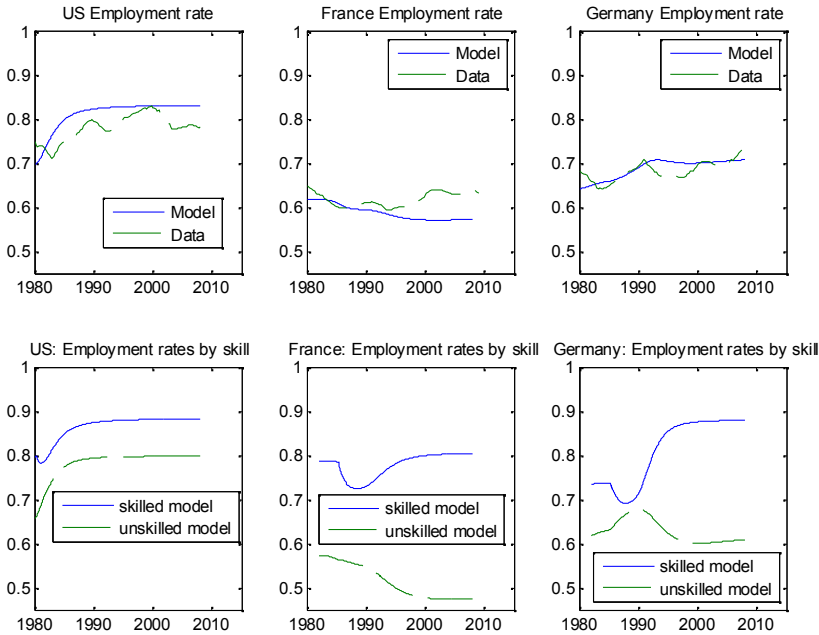 US Employment rate
1
0.9
0.8
0.7
0.6
0.5
1980 1990 2000 2010
Model
Data
France Employment rate
1
0.9
0.8
0.7
0.6
0.5
1980 1990 2000 2010
Model
Data
Germany Employment rate
1
0.9
0.8
0.7
0.6
0.5
1980 1990 2000 2010
Model
Data
US: Employment rates by skill
1
0.9
0.8
0.7
0.6
0.5
1980 1990 2000 2010
skilled model
unskilled model
France: Employment rates by skill
1
0.9
0.8
0.7
0.6
0.5
1980 1990 2000 2010
skilled model
unskilled model
Germany: Employment rates by skill
1
0.9
0.8
0.7
0.6
0.5
1980 1990 2000 2010
skilled model
unskilled model